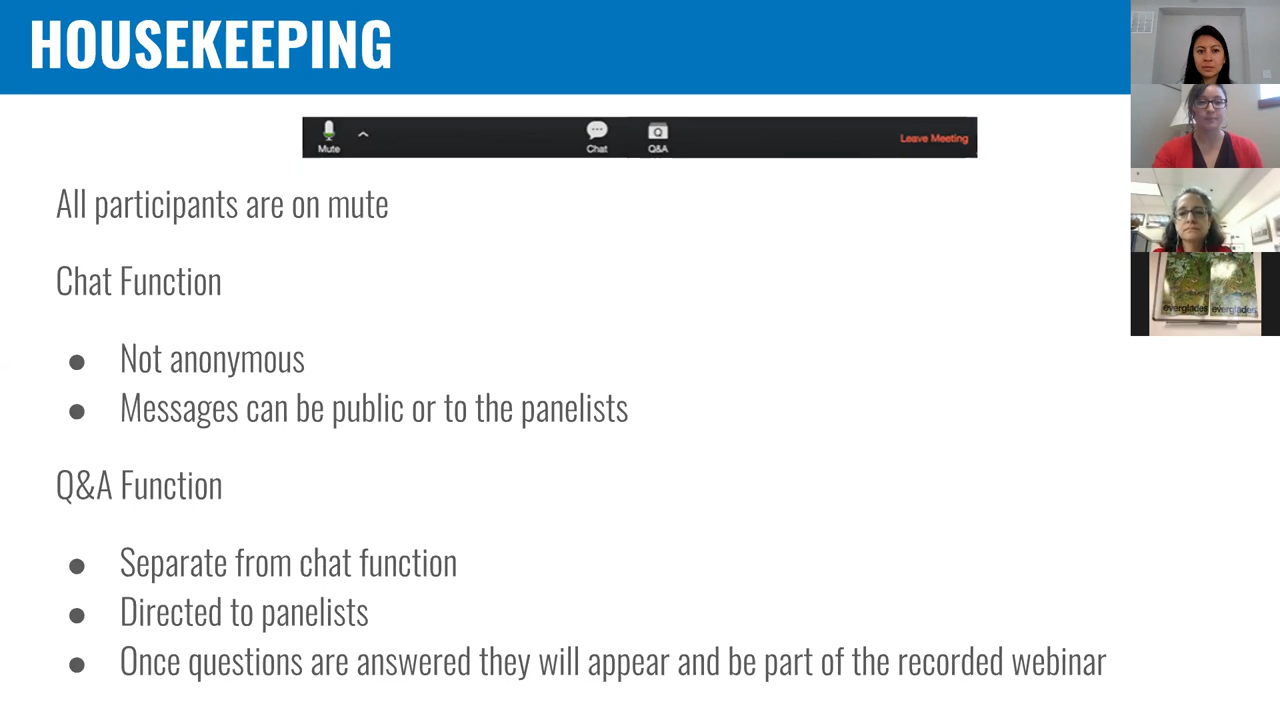 HOUSEKEEPING
Mute
Chat
Q&A
Leave Meeting
All participants are on mute
Chat Function
● Not anonymous
● Messages can be public or to the panelists
Q&A Function
● Separate from chat function
● Directed to panelists
● Once questions are answered they will appear and be part of the recorded webinar
everglades everglades